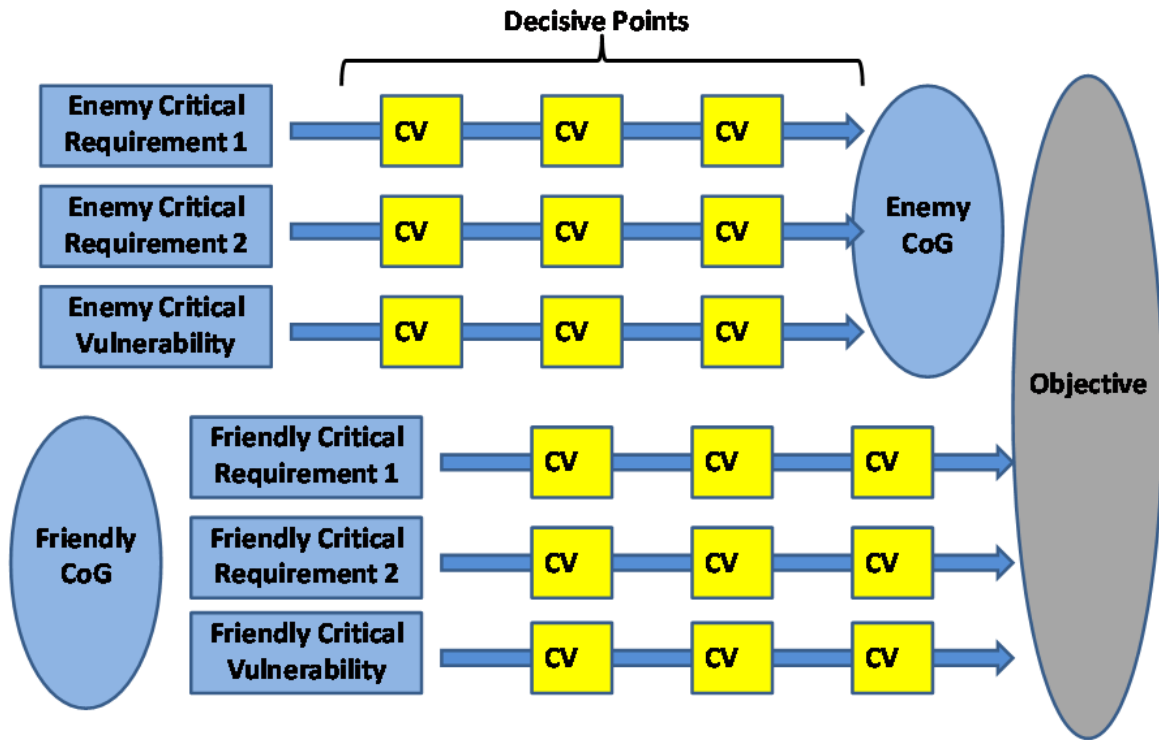 Decisive Points
Enemy Critical
Requirement 1
CV CV CV
Enemy Critical
Requirement 2
CV CV CV
Enemy
CoG
Enemy Critical
Vulnerability
CV CV CV
Objective
Friendly Critical
Requirement 1
CV CV CV
Friendly
CoG
Friendly Critical
Requirement 2
CV CV CV
Friendly Critical
Vulnerability
CV CV CV